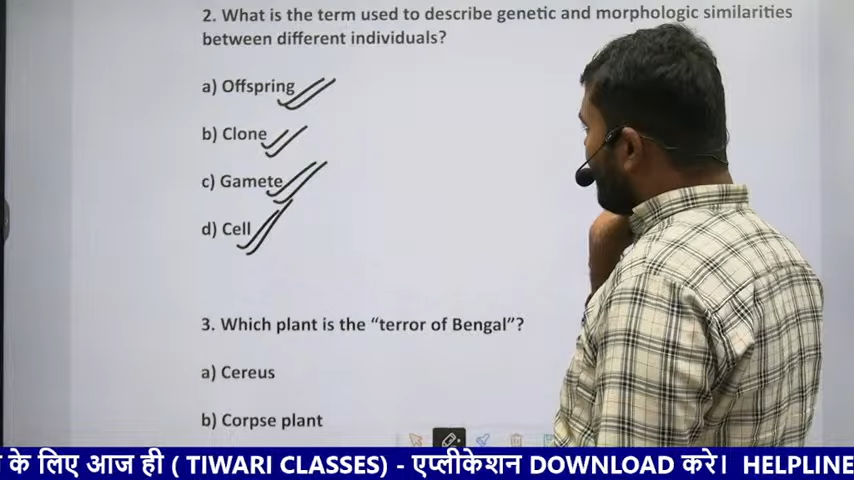 2. What is the term used to describe genetic and morphologic similarities
between different individuals?
a) Offspring
b) Clone
c) Gamete
d) Cell
3. Which plant is the “terror of Bengal”?
a) Cereus
b) Corpse plant
के लिए आज ही ( TIWARI CLASSES) - एप्लीकेशन DOWNLOAD करे। HELPLINE